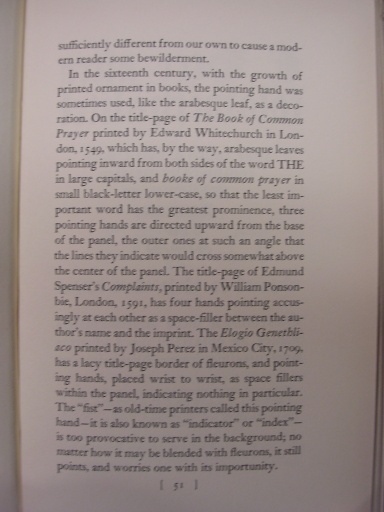 sufficiently different from our own to cause a mod-
ern reader some bewilderment.
In the sixteenth century, with the growth of
printed ornament in books, the pointing hand was
sometimes used, like the arabesque leaf, as a deco-
ration. On the title-page of The Book of Common
Prayer printed by Edward Whitechurch in Lon-
don, 1549, which has, by the way, arabesque leaves
pointing inward from both sides of the word THE
in large capitals, and booke of common prayer in
small black-letter lower-case, so that the least im-
portant word has the greatest prominence, three
pointing hands are directed upward from the base
of the panel, the outer ones at such an angle that
the lines they indicate would cross somewhat above
the center of the panel. The title-page of Edmund
Spenser's Complaints, printed by William Ponson-
bie, London, 1591, has four hands pointing accus-
ingly at each other as a space-filler between the au-
thor's name and the imprint. The Elogio Genethli-
aco printed by Joseph Perez in Mexico City, 1709,
has a lacy title-page border of fleurons, and point-
ing hands, placed wrist to wrist, as space fillers
within the panel, indicating nothing in particular.
The "fist"—as old-time printers called this pointing
hand—it is also known as "indicator" or "index"—
is too provocative to serve in the background; no
matter how it may be blended with fleurons, it still
points, and worries one with its importunity.
[ 51 ]